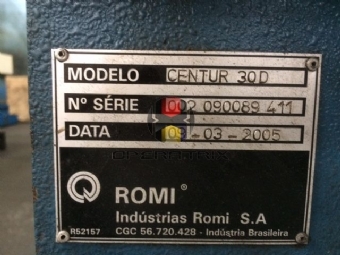 MODELO CENTUR 30D
Nº SÉRIE 002 090089 411
DATA 03-03-2005
ROMI®
Indústrias Romi S.A
R52157 CGC 56.720.428 - Indústria Brasileira